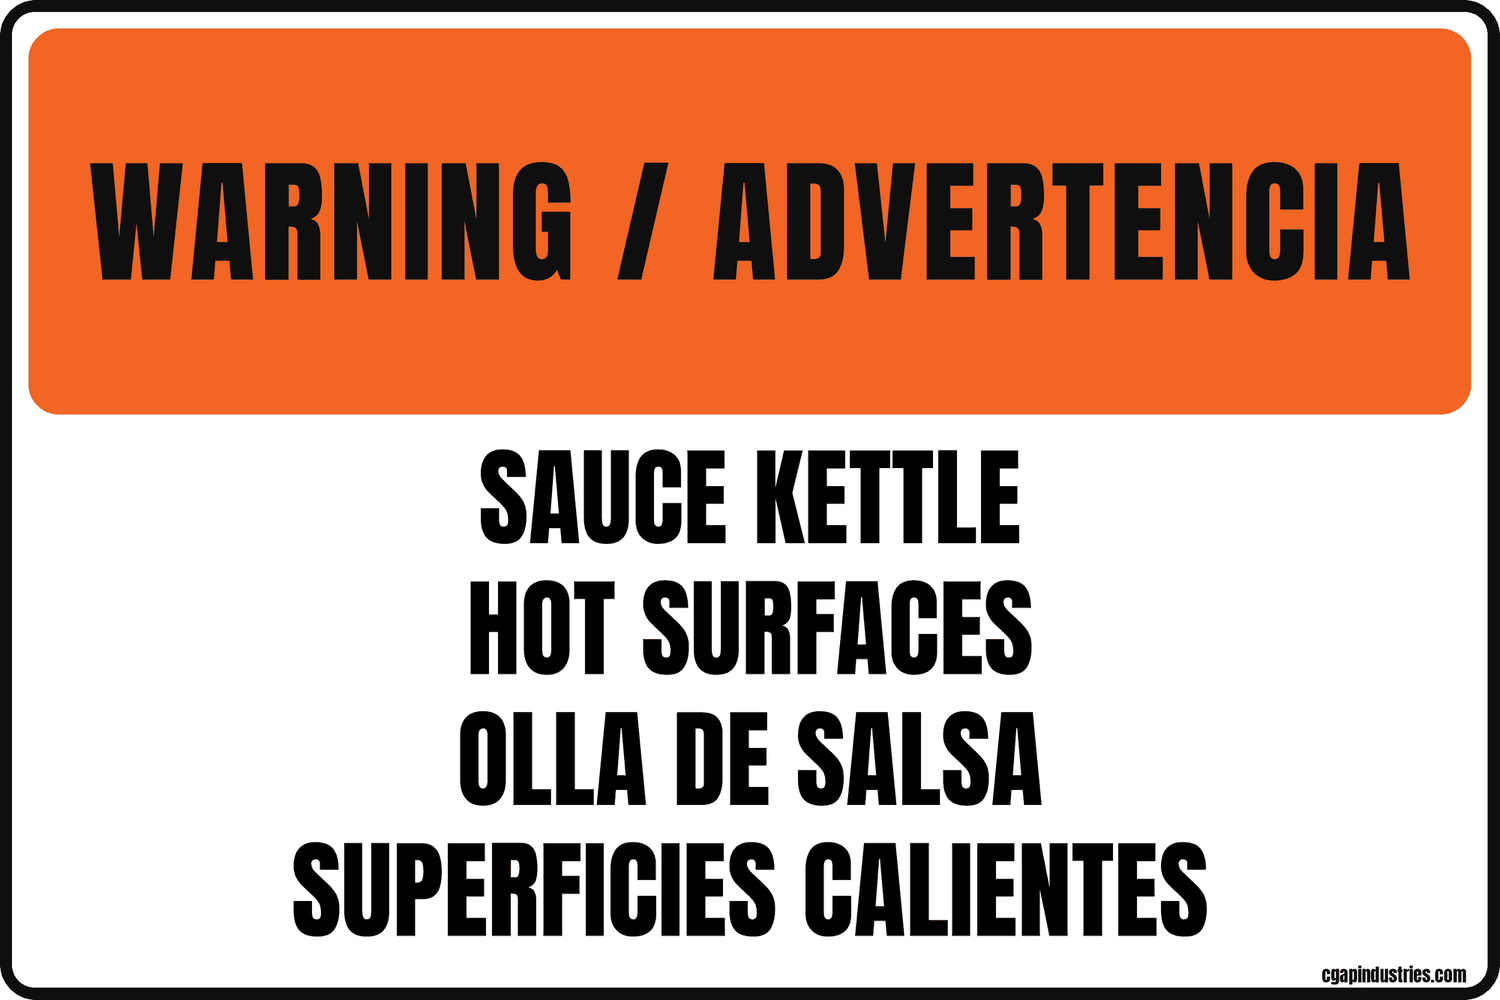 WARNING / ADVERTENCIA
SAUCE KETTLE
HOT SURFACES
OLLA DE SALSA
SUPERFICIES CALIENTES
cgapindustries.com